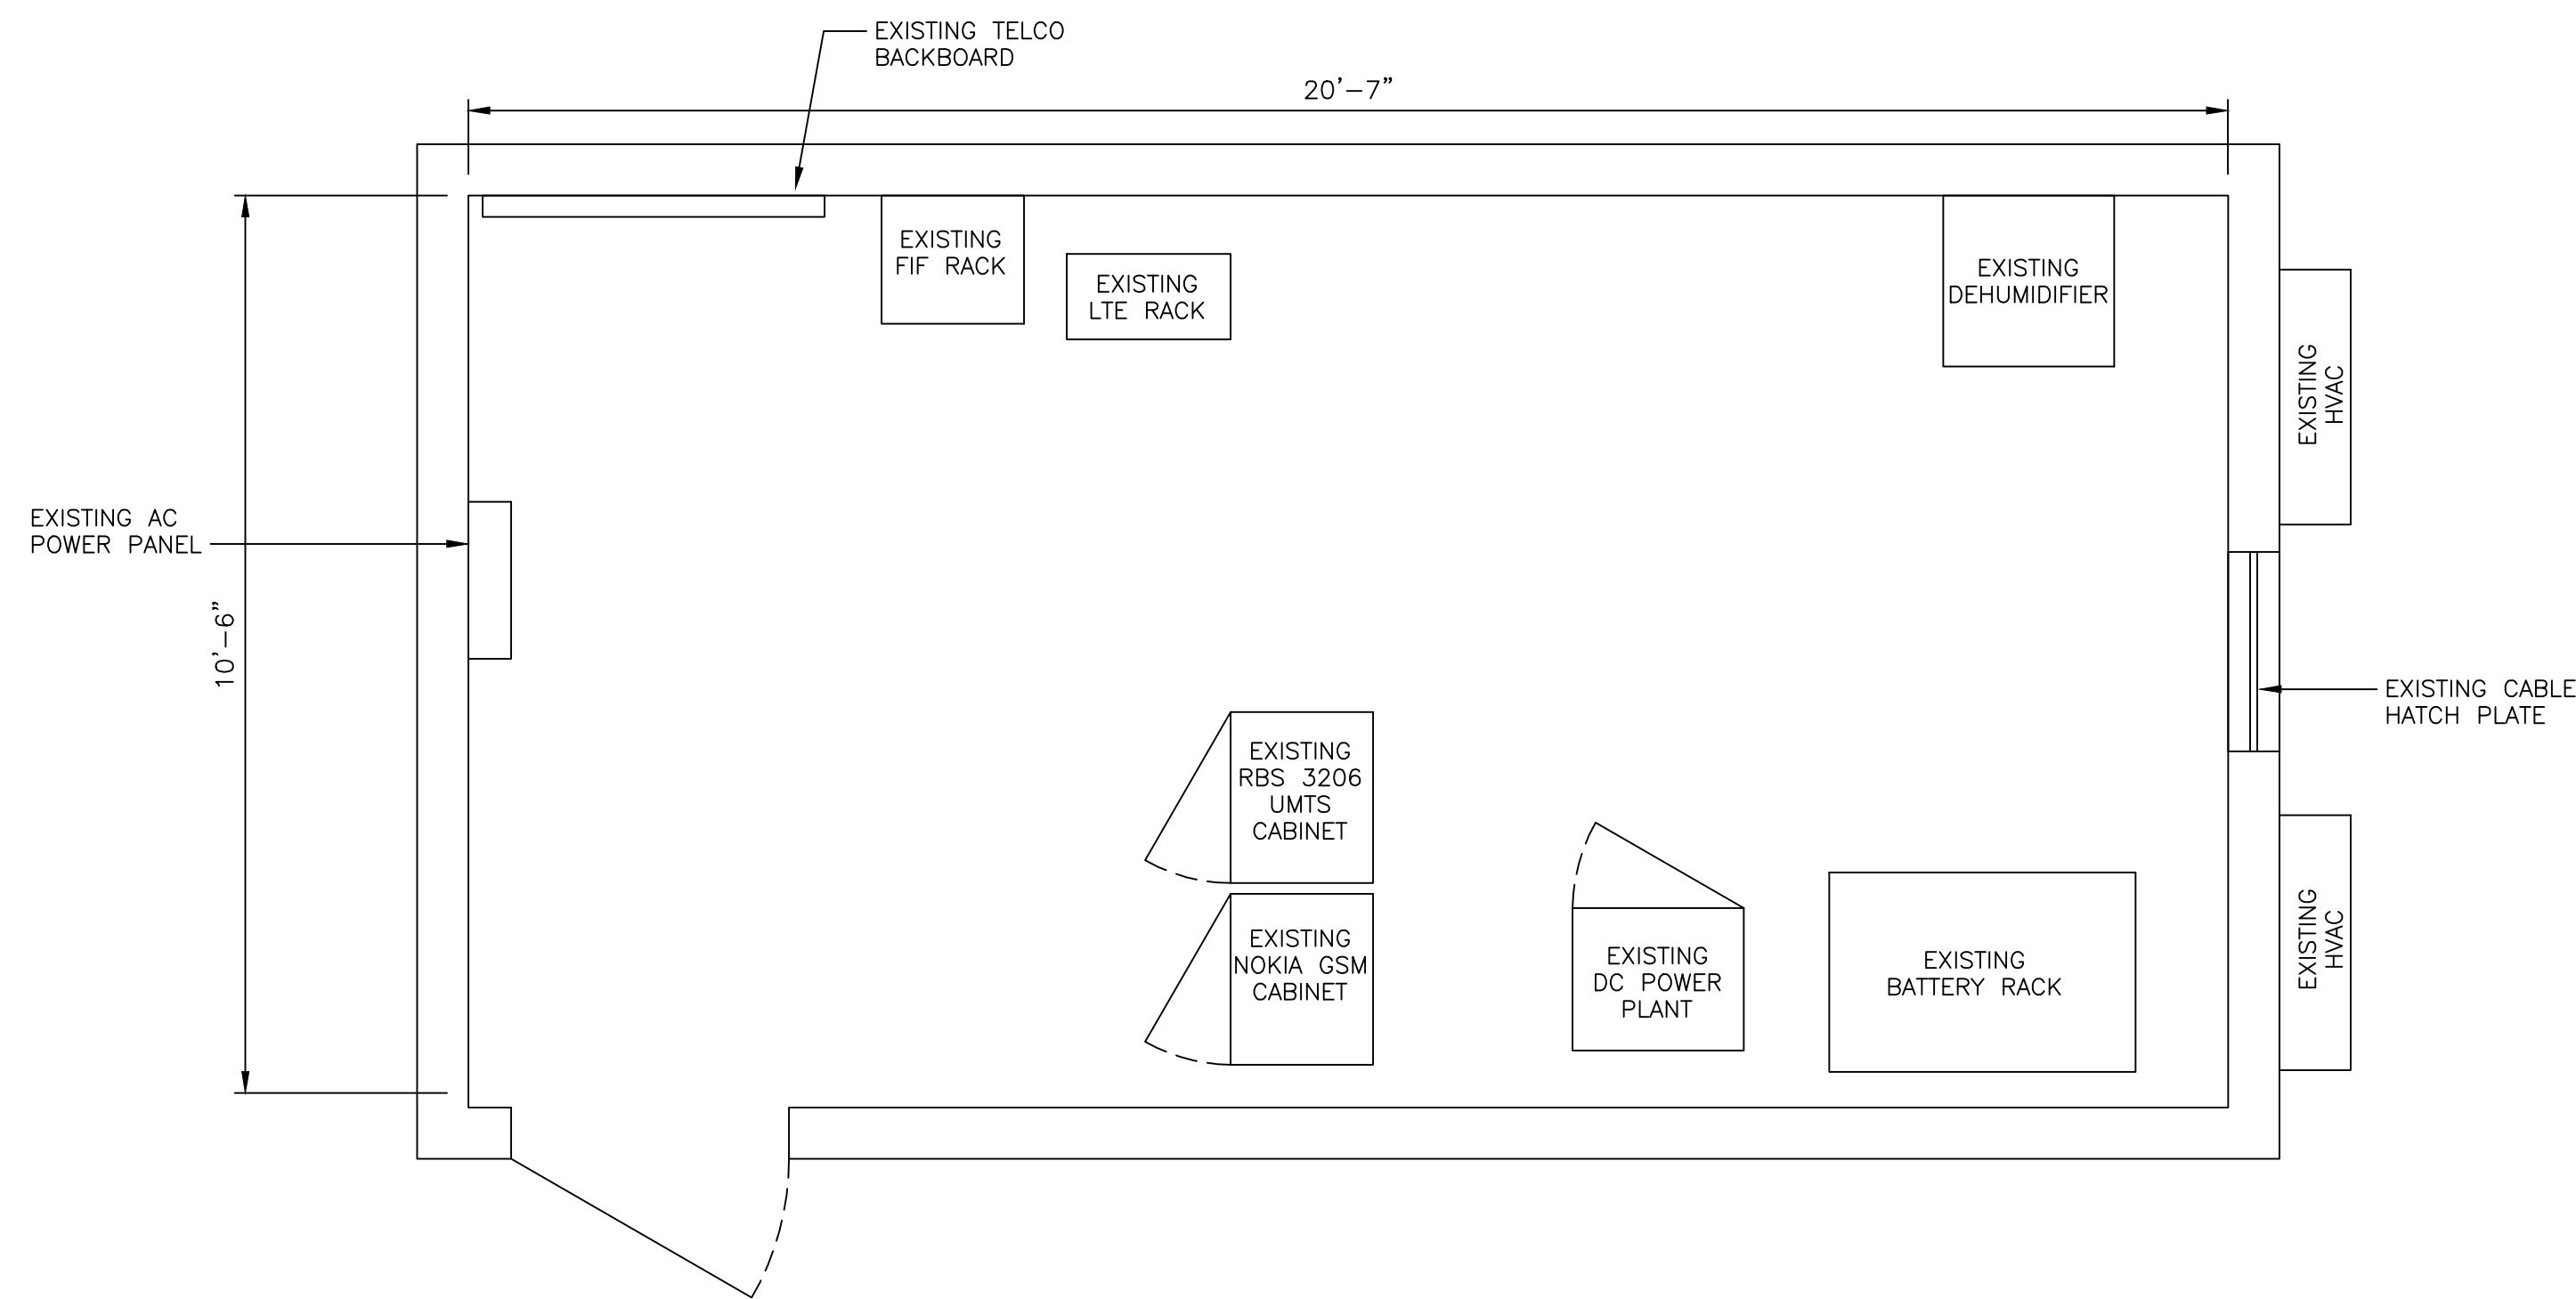 EXISTING TELCO
BACKBOARD
20'-7"
EXISTING
FIF RACK
EXISTING
LTE RACK
EXISTING
DEHUMIDIFIER
EXISTING
HVAC
EXISTING AC
POWER PANEL
10'-6"
EXISTING CABLE
HATCH PLATE
EXISTING
RBS 3206
UMTS
CABINET
EXISTING
NOKIA GSM
CABINET
EXISTING
DC POWER
PLANT
EXISTING
BATTERY RACK
EXISTING
HVAC